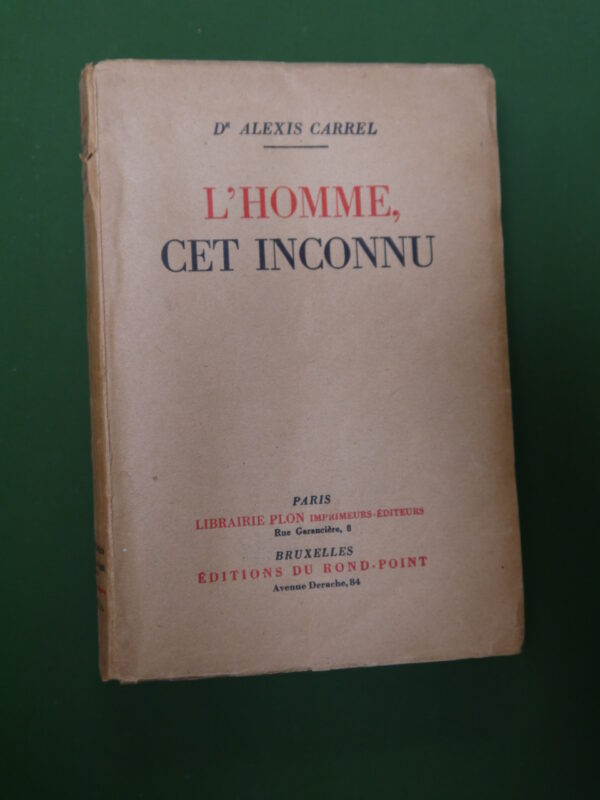 Dʳ ALEXIS CARREL
L'HOMME,
CET INCONNU
PARIS
LIBRAIRIE PLON IMPRIMEURS-ÉDITEURS
Rue Garancière, 8
BRUXELLES
ÉDITIONS DU ROND-POINT
Avenue Derache, 84